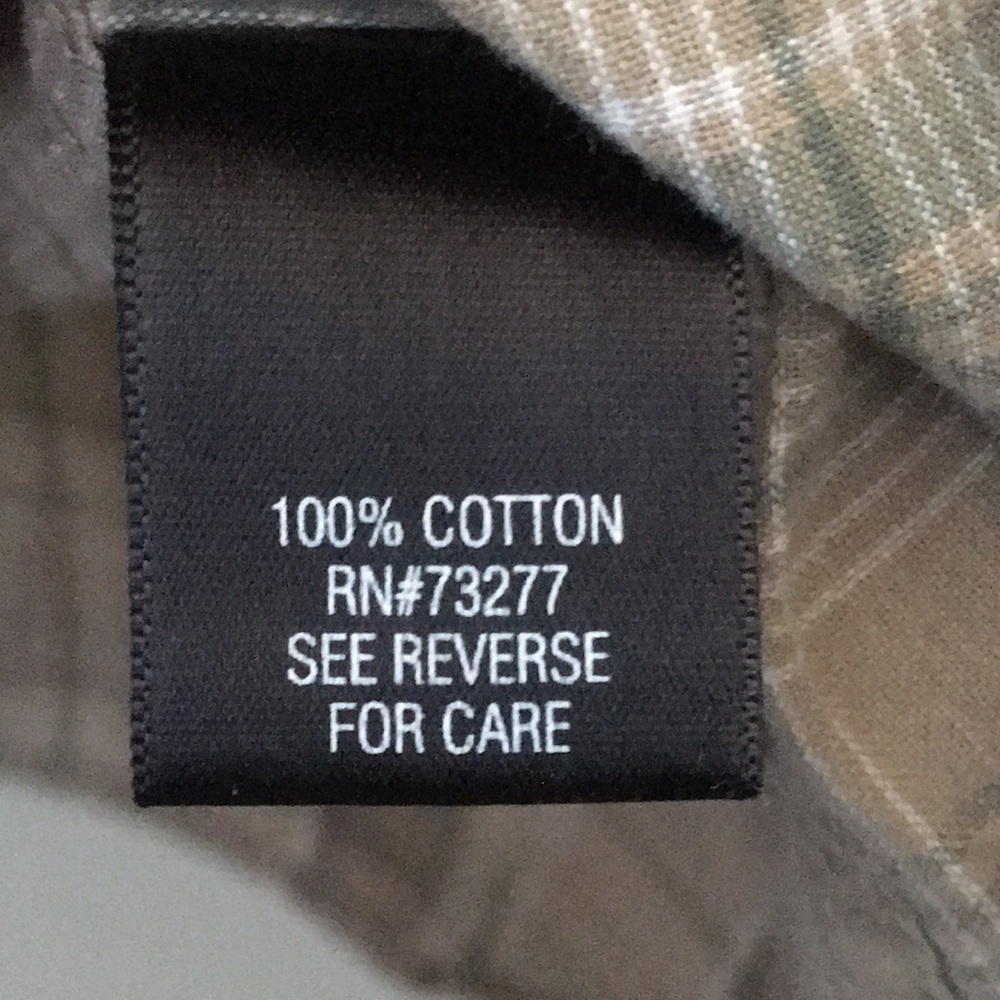 100% COTTON
RN#73277
SEE REVERSE
FOR CARE